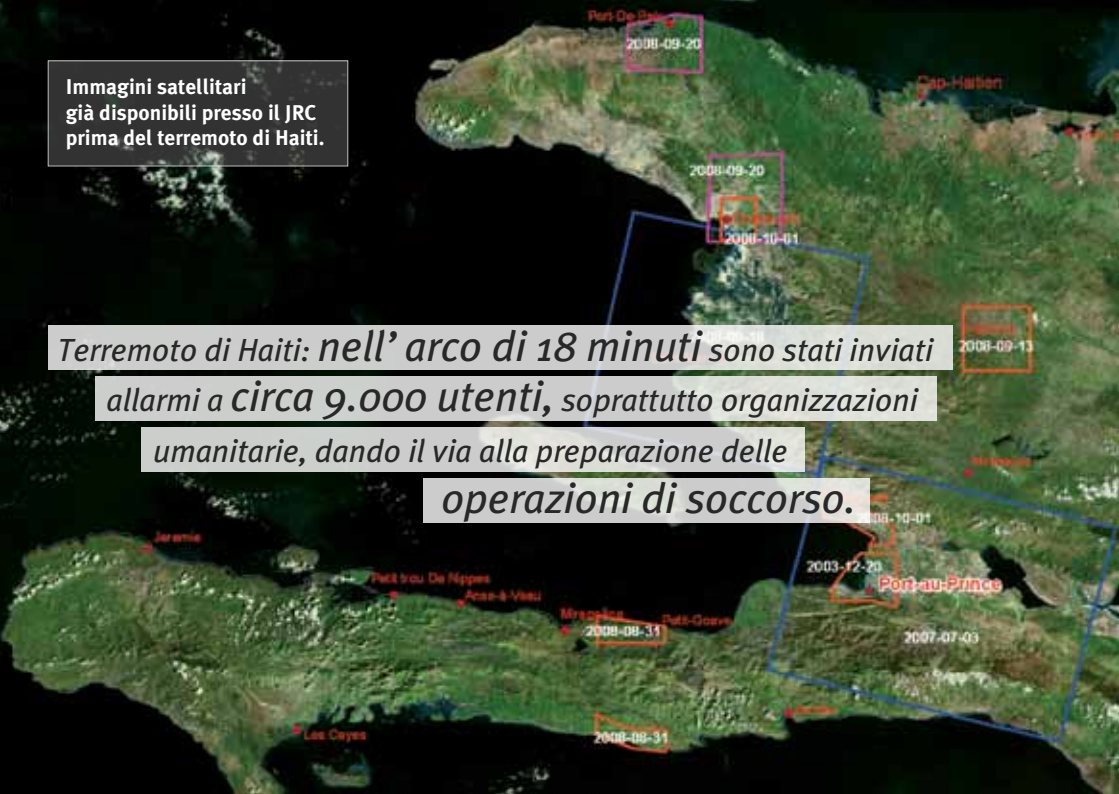 Port-De-Paix
2008-09-20
Immagini satellitari
già disponibili presso il JRC
prima del terremoto di Haiti.
Cap-Haitien
2008-09-20
2008-10-01
Terremoto di Haiti: nell' arco di 18 minuti sono stati inviati
2008-09-13
allarmi a circa 9.000 utenti, soprattutto organizzazioni
umanitarie, dando il via alla preparazione delle
operazioni di soccorso.
2008-10-01
Jeremie
2003-12-20
Petit trou De Nippes
Port-au-Prince
Anse-à-Veau
Miragoâne
Petit-Goave
2008-08-31
2007-07-03
Les Cayes
2008-08-31